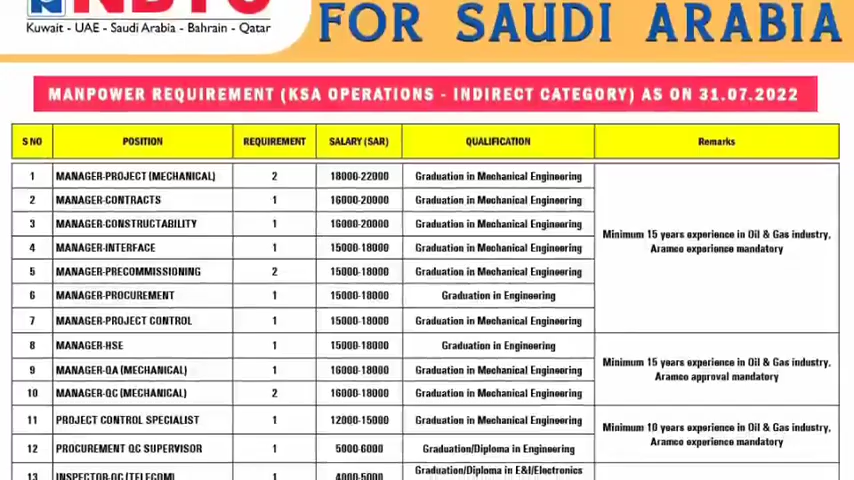 NBTC
Kuwait - UAE - Saudi Arabia - Bahrain - Qatar
FOR SAUDI ARABIA
MANPOWER REQUIREMENT (KSA OPERATIONS - INDIRECT CATEGORY) AS ON 31.07.2022
S NO POSITION REQUIREMENT SALARY (SAR) QUALIFICATION Remarks
1 MANAGER-PROJECT (MECHANICAL) 2 18000-22000 Graduation in Mechanical Engineering
2 MANAGER-CONTRACTS 1 16000-20000 Graduation in Mechanical Engineering
3 MANAGER-CONSTRUCTABILITY 1 16000-20000 Graduation in Mechanical Engineering
Minimum 15 years experience in Oil & Gas industry,
Aramco experience mandatory
4 MANAGER-INTERFACE 1 15000-18000 Graduation in Mechanical Engineering
5 MANAGER-PRECOMMISSIONING 2 15000-18000 Graduation in Mechanical Engineering
6 MANAGER-PROCUREMENT 1 15000-18000 Graduation in Engineering
7 MANAGER-PROJECT CONTROL 1 15000-18000 Graduation in Mechanical Engineering
8 MANAGER-HSE 1 15000-18000 Graduation in Engineering
9 MANAGER-QA (MECHANICAL) 1 16000-18000 Graduation in Mechanical Engineering
Minimum 15 years experience in Oil & Gas industry,
Aramco approval mandatory
10 MANAGER-QC (MECHANICAL) 2 16000-18000 Graduation in Mechanical Engineering
11 PROJECT CONTROL SPECIALIST 1 12000-15000 Graduation in Mechanical Engineering
Minimum 10 years experience in Oil & Gas industry,
Aramco experience mandatory
12 PROCUREMENT QC SUPERVISOR 1 5000-6000 Graduation/Diploma in Engineering
13 INSPECTOR-QC (TELECOM) 1 4000-5000 Graduation/Diploma in E&I/Electronics